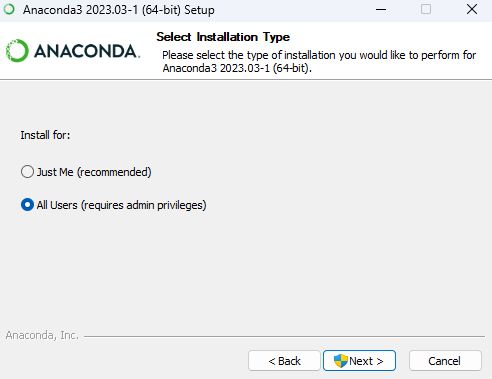 Anaconda3 2023.03-1 (64-bit) Setup
ANACONDA.
Select Installation Type
Please select the type of installation you would like to perform for
Anaconda3 2023.03-1 (64-bit).
Install for:
Just Me (recommended)
All Users (requires admin privileges)
Anaconda, Inc.
< Back
Next >
Cancel